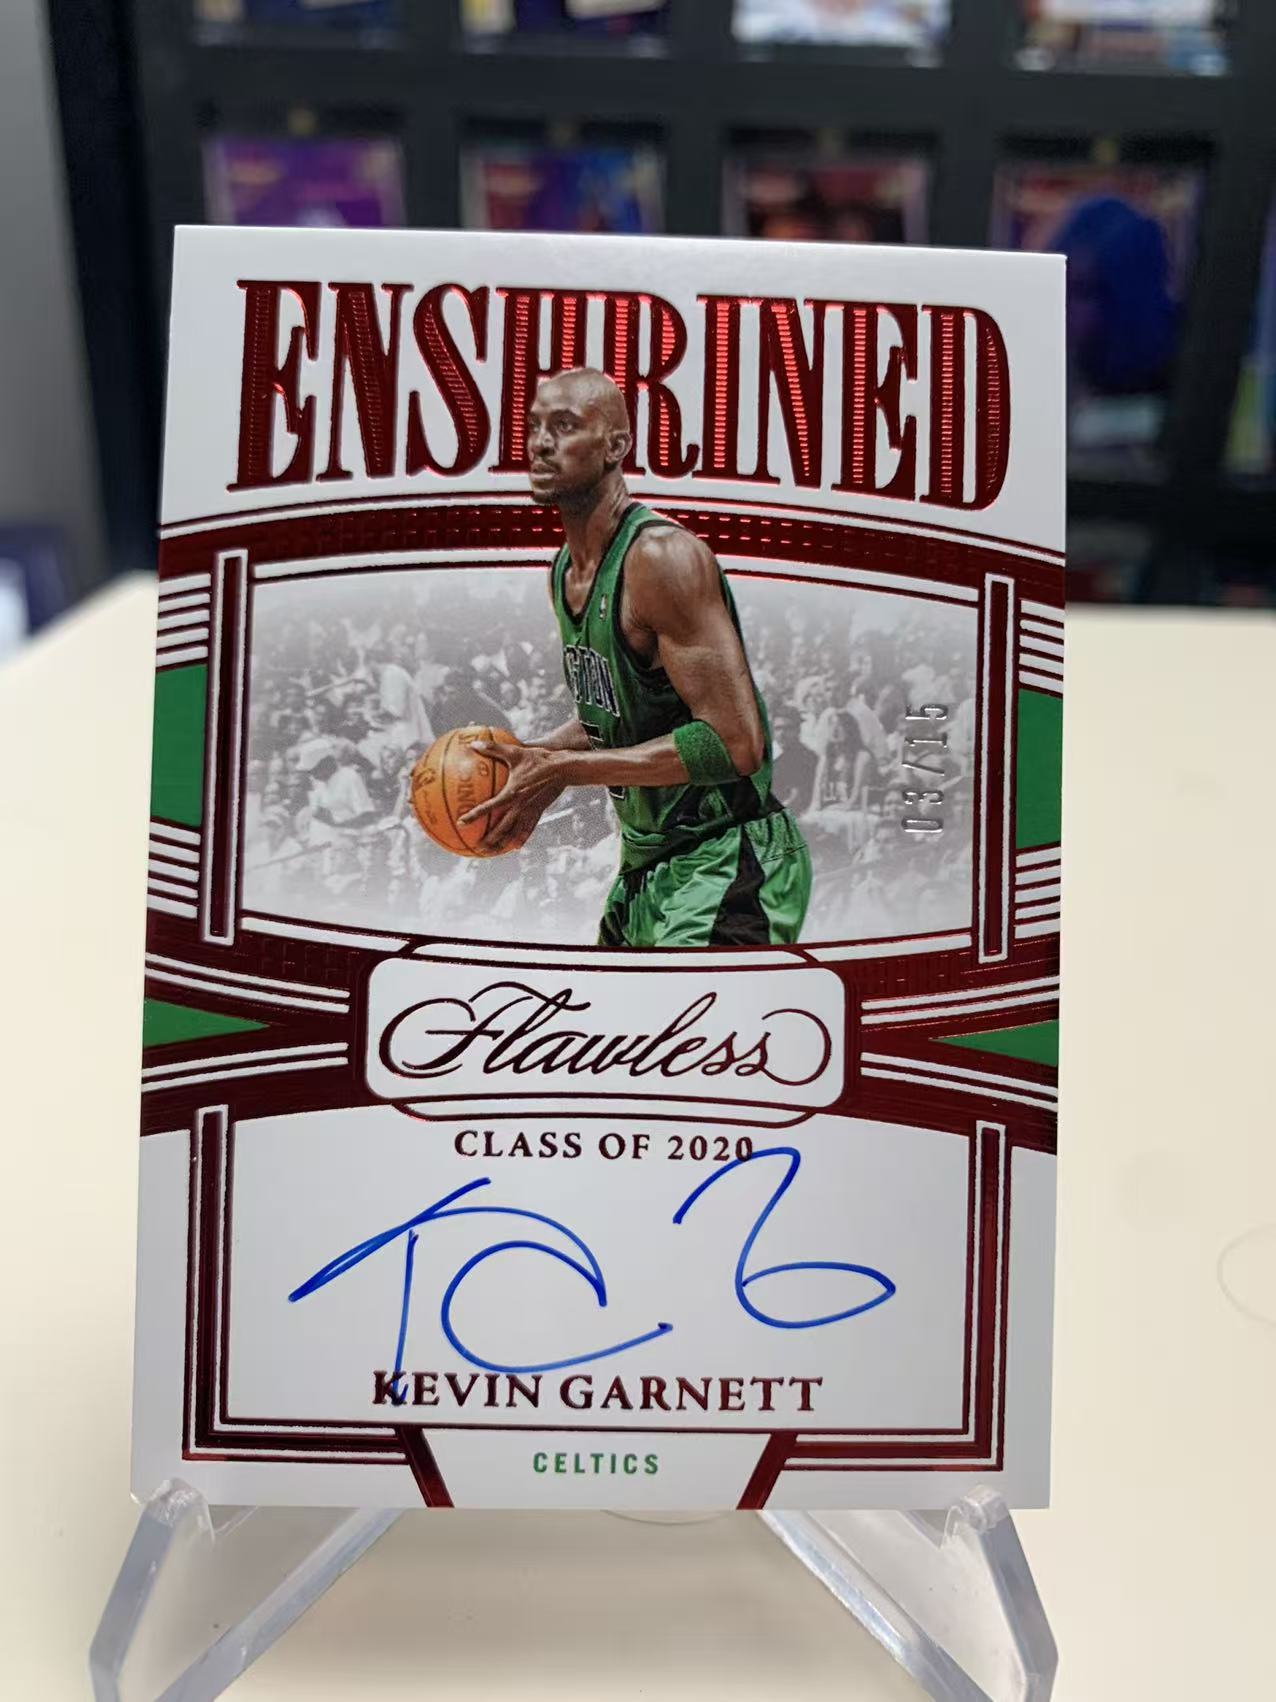 ENSHRINED
03/15
Flawless
CLASS OF 2020
KEVIN GARNETT
CELTICS